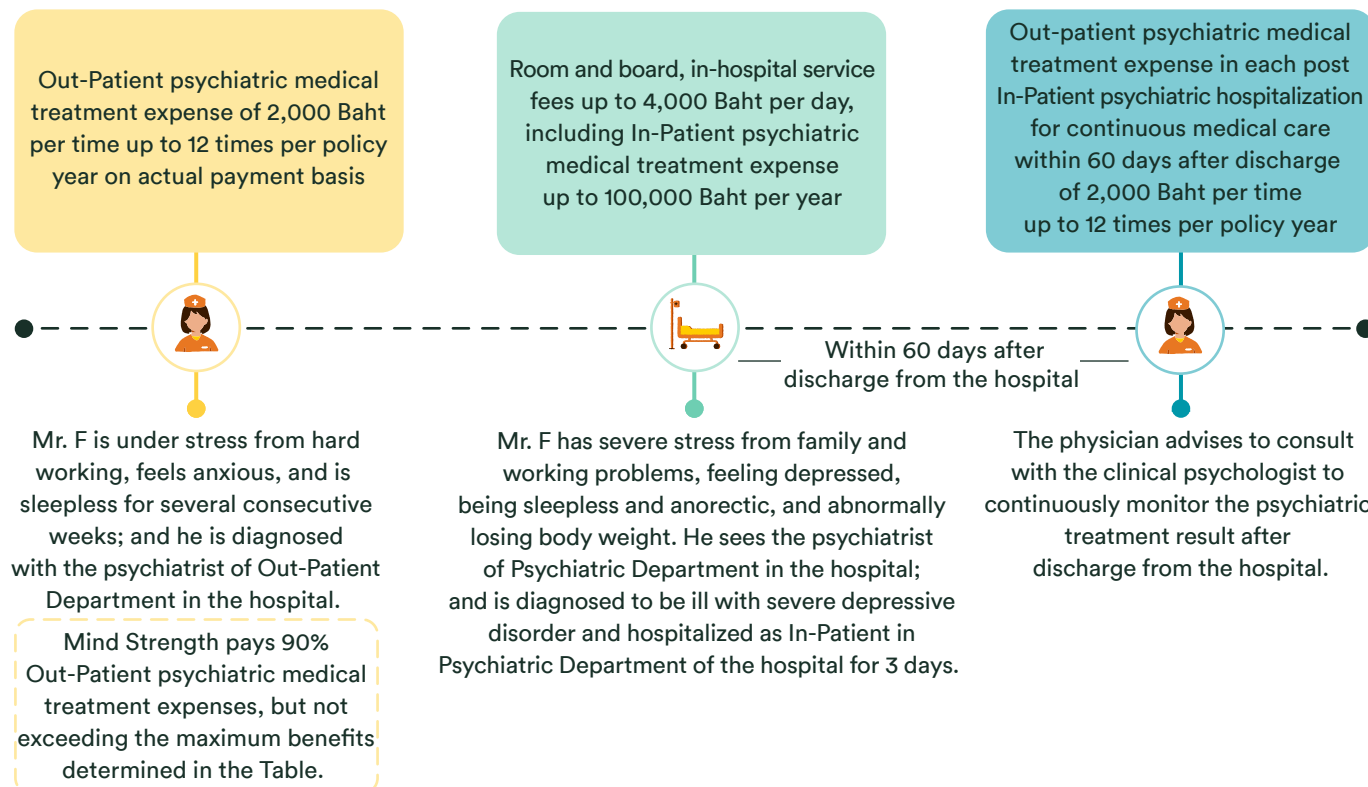 Out-Patient psychiatric medical
treatment expense of 2,000 Baht
per time up to 12 times per policy
year on actual payment basis
Room and board, in-hospital service
fees up to 4,000 Baht per day,
including In-Patient psychiatric
medical treatment expense
up to 100,000 Baht per year
Out-patient psychiatric medical
treatment expense in each post
In-Patient psychiatric hospitalization
for continuous medical care
within 60 days after discharge
of 2,000 Baht per time
up to 12 times per policy year
Within 60 days after
discharge from the hospital
Mr. F is under stress from hard
working, feels anxious, and is
sleepless for several consecutive
weeks; and he is diagnosed
with the psychiatrist of Out-Patient
Department in the hospital.
Mind Strength pays 90%
Out-Patient psychiatric medical
treatment expenses, but not
exceeding the maximum benefits
determined in the Table.
Mr. F has severe stress from family and
working problems, feeling depressed,
being sleepless and anorectic, and abnormally
losing body weight. He sees the psychiatrist
of Psychiatric Department in the hospital;
and is diagnosed to be ill with severe depressive
disorder and hospitalized as In-Patient in
Psychiatric Department of the hospital for 3 days.
The physician advises to consult
with the clinical psychologist to
continuously monitor the psychiatric
treatment result after
discharge from the hospital.